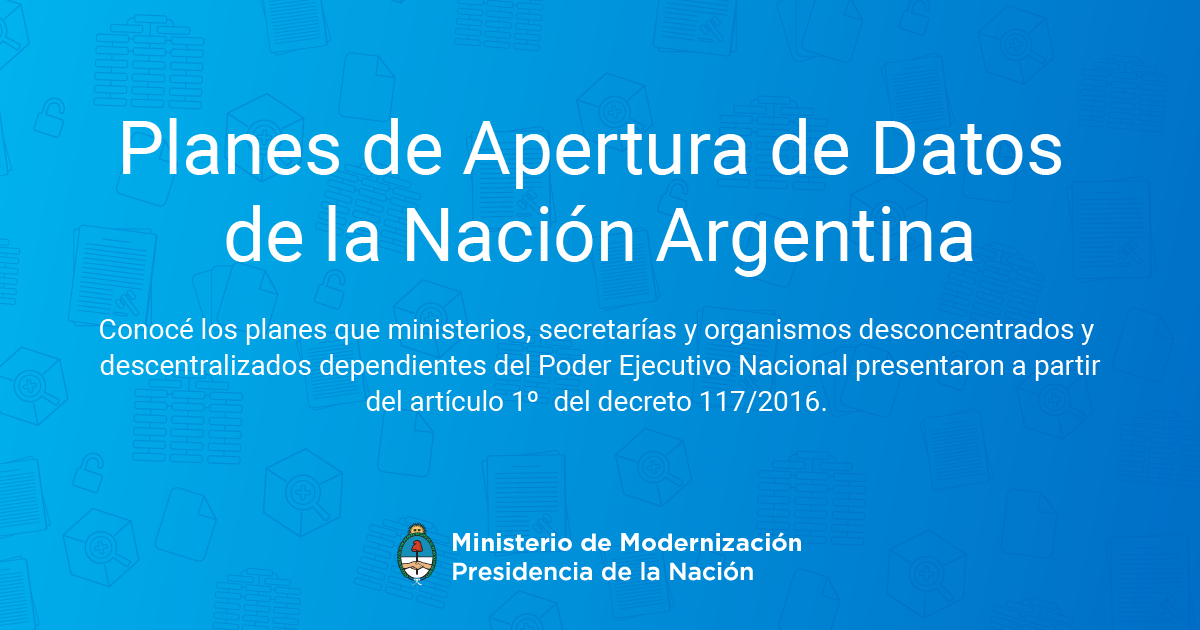 Planes de Apertura de Datos
de la Nación Argentina
Conocé los planes que ministerios, secretarías y organismos desconcentrados y
descentralizados dependientes del Poder Ejecutivo Nacional presentaron a partir
del artículo 1º  del decreto 117/2016.
Ministerio de Modernización
Presidencia de la Nación